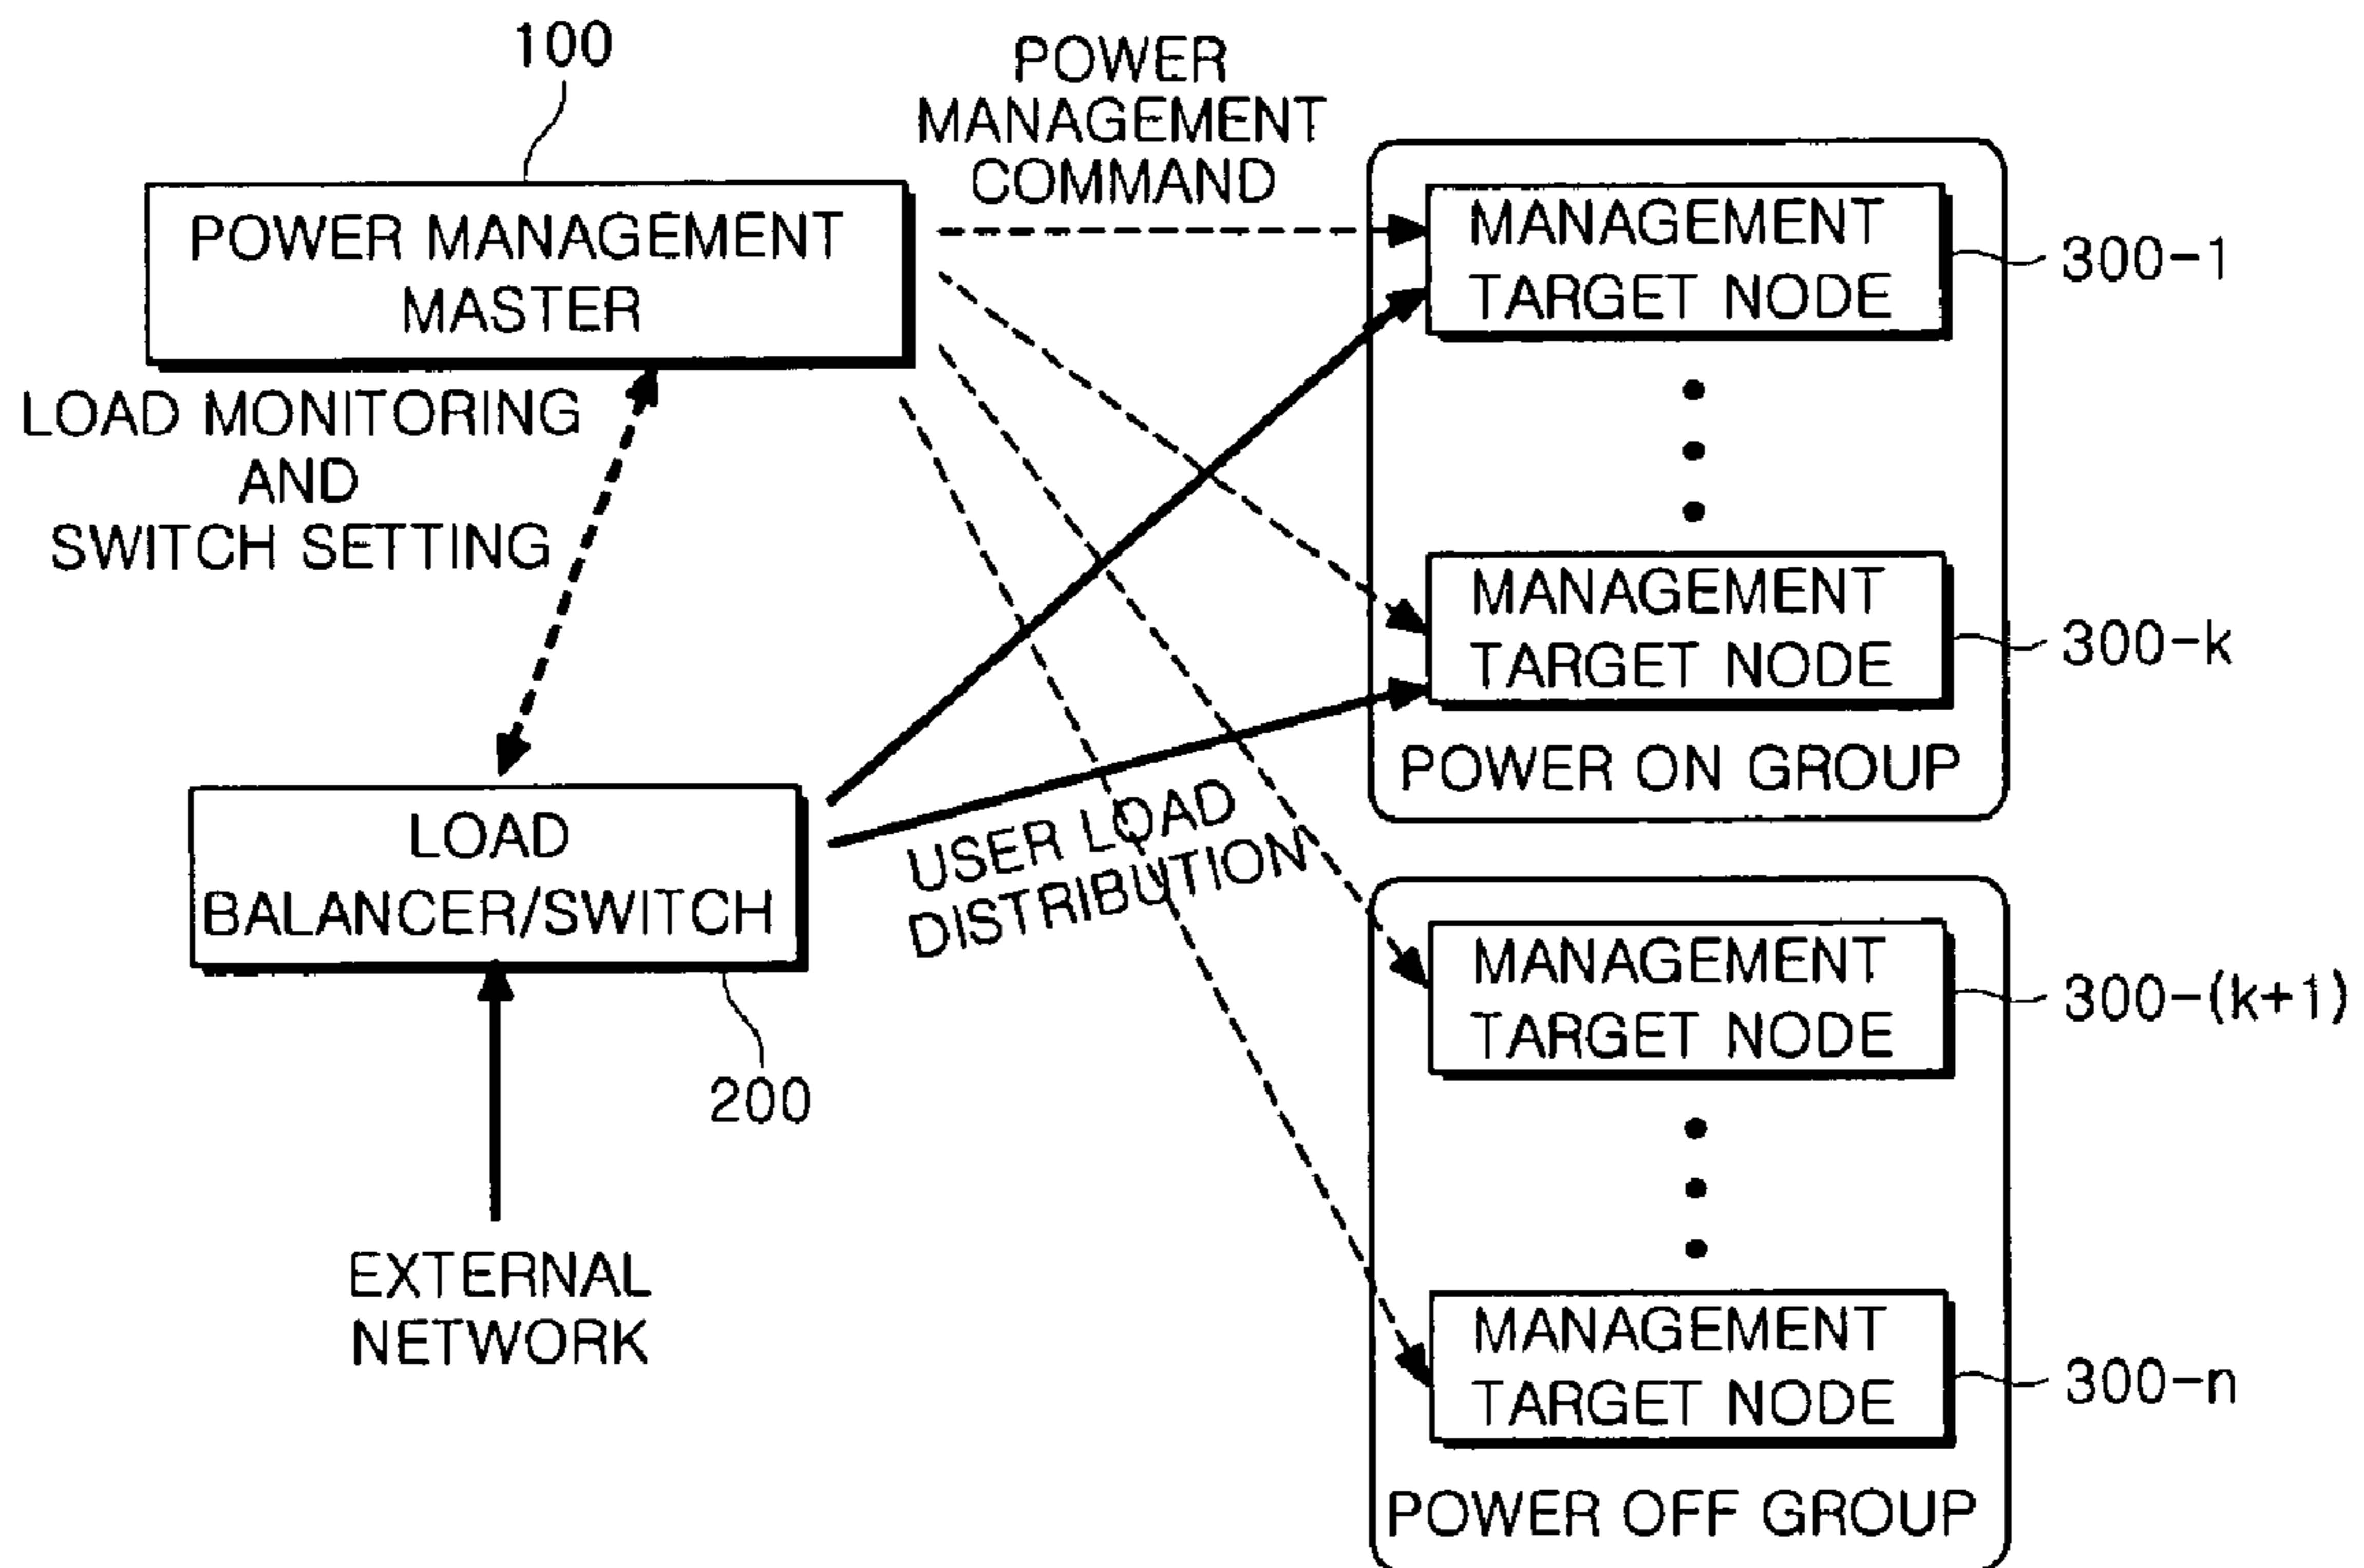 100
POWER
MANAGEMENT
COMMAND
POWER MANAGEMENT
MASTER
MANAGEMENT
TARGET NODE
300-1
LOAD MONITORING
AND
SWITCH SETTING
MANAGEMENT
TARGET NODE
300-k
POWER ON GROUP
LOAD
BALANCER/SWITCH
200
USER LOAD
DISTRIBUTION
EXTERNAL
NETWORK
MANAGEMENT
TARGET NODE
300-(k+1)
MANAGEMENT
TARGET NODE
300-n
POWER OFF GROUP